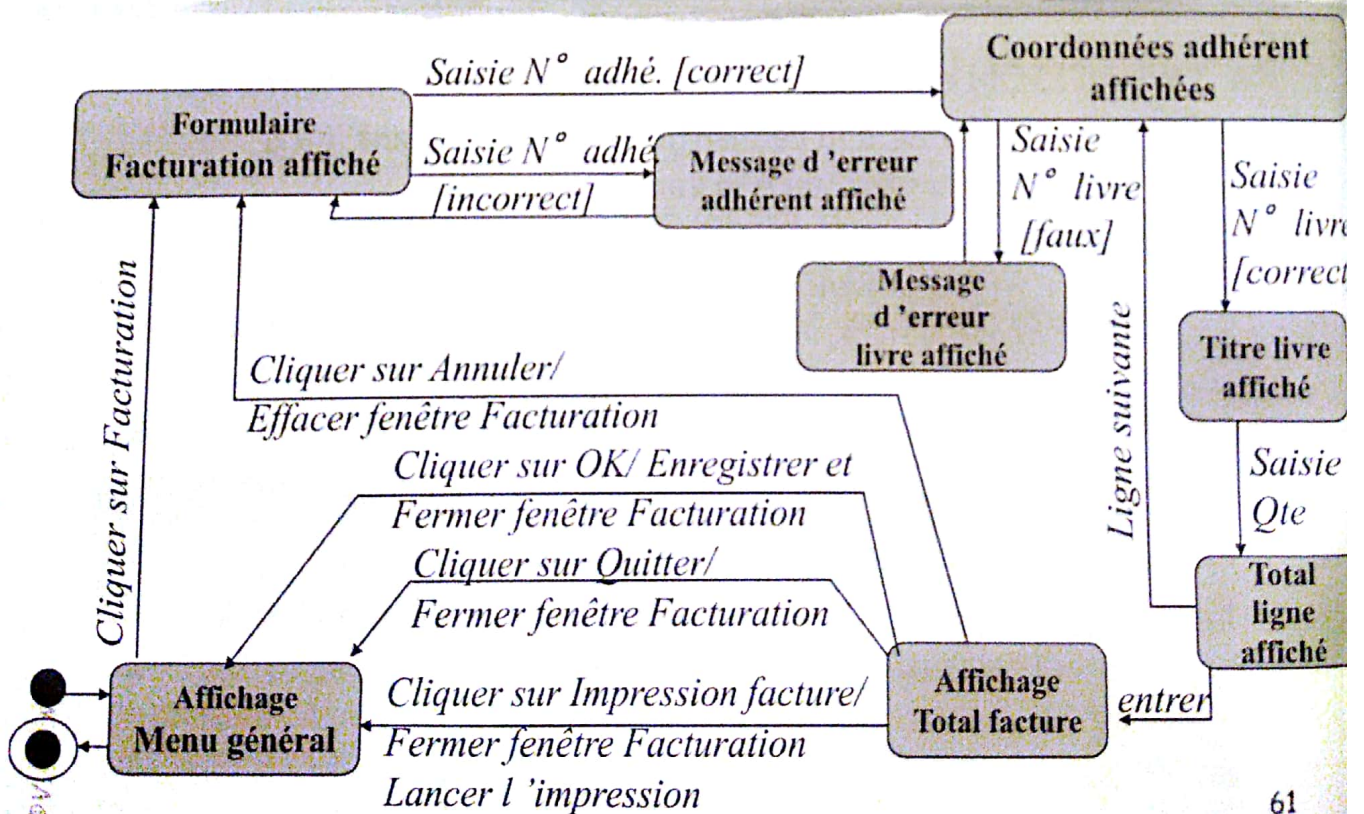 Coordonnées adhérent
affichées
Saisie N° adhé. [correct]
Formulaire
Facturation affiché
Saisie N° adhé
[incorrect]
Message d 'erreur
adhérent affiché
Saisie
N° livre
[faux]
Saisie
N° livre
[correct
Message
d 'erreur
livre affiché
Titre livre
affiché
Cliquer sur Facturation
Ligne suivante
Cliquer sur Annuler/
Effacer fenêtre Facturation
Saisie
Qte
Cliquer sur OK/ Enregistrer et
Fermer fenêtre Facturation
Cliquer sur Quitter/
Fermer fenêtre Facturation
Total
ligne
affiché
Affichage
Menu général
Cliquer sur Impression facture/
Fermer fenêtre Facturation
Lancer l 'impression
Affichage
Total facture
entrer
61